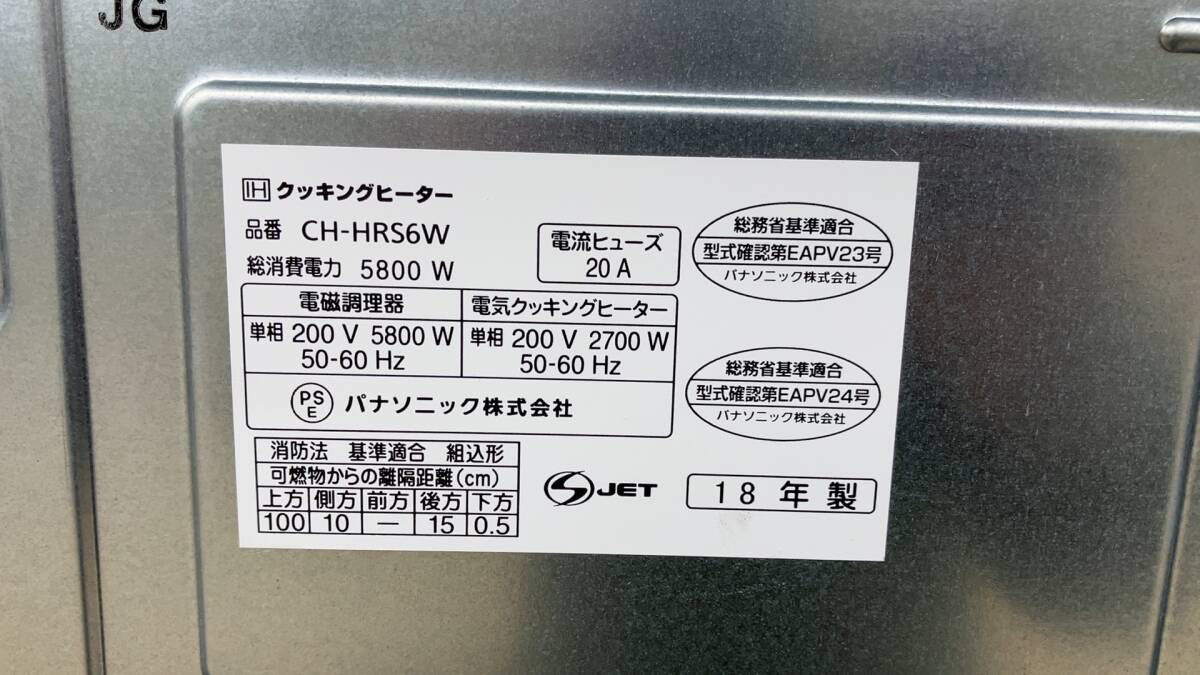 JG
IH クッキングヒーター
品番 CH-HRS6W
総消費電力 5800 W
電流ヒューズ
20 A
電磁調理器 電気クッキングヒーター
単相 200 V 5800 W 単相 200 V 2700 W
50-60 Hz 50-60 Hz
PS
E
パナソニック株式会社
総務省基準適合
型式確認第EAPV23号
パナソニック株式会社
総務省基準適合
型式確認第EAPV24号
パナソニック株式会社
消防法 基準適合 組込形
可燃物からの離隔距離(cm)
上方 側方 前方 後方 下方
100 10 — 15 0.5
JET
18 年 製